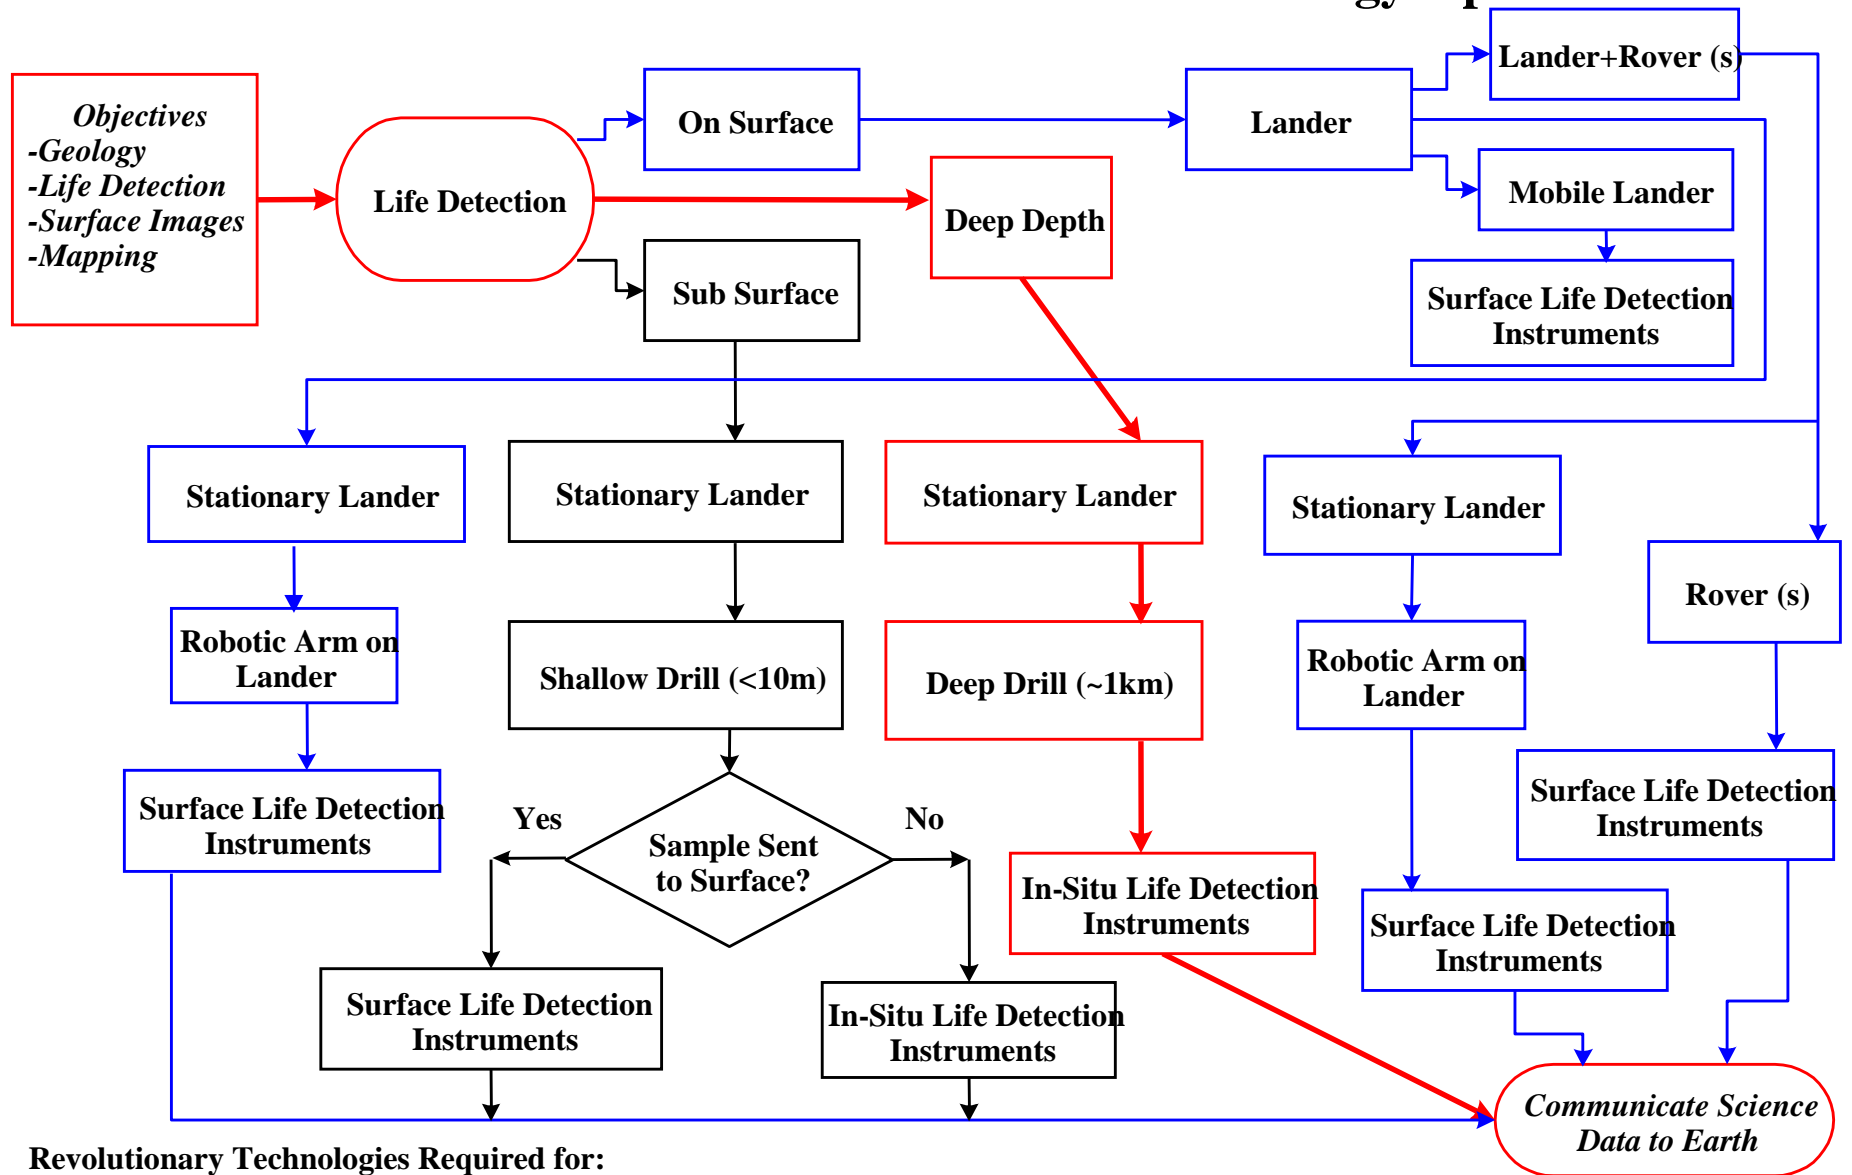 Lander+Rover (s)
Objectives
-Geology
-Life Detection
-Surface Images
-Mapping
Life Detection
On Surface
Lander
Deep Depth
Mobile Lander
Sub Surface
Surface Life Detection
Instruments
Stationary Lander
Stationary Lander
Stationary Lander
Stationary Lander
Rover (s)
Robotic Arm on
Lander
Shallow Drill (<10m)
Deep Drill (~1km)
Robotic Arm on
Lander
Surface Life Detection
Instruments
Yes
Sample Sent
to Surface?
No
In-Situ Life Detection
Instruments
Surface Life Detection
Instruments
Surface Life Detection
Instruments
Surface Life Detection
Instruments
In-Situ Life Detection
Instruments
Communicate Science
Data to Earth
Revolutionary Technologies Required for: